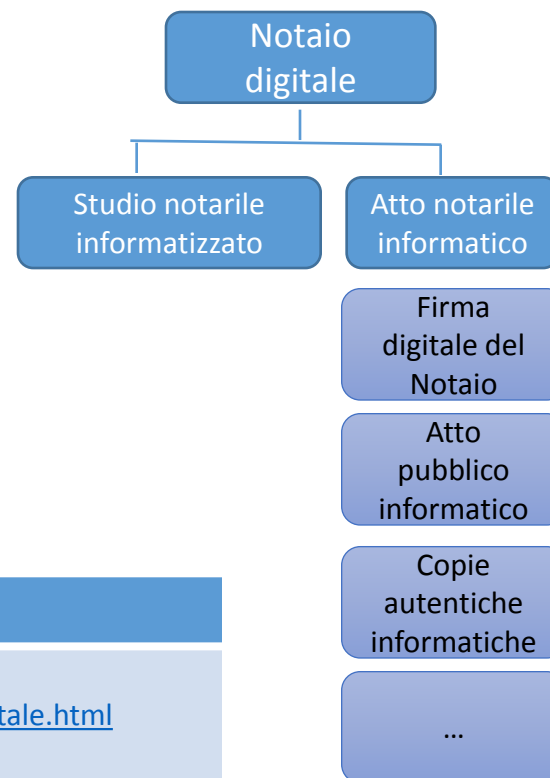 Notaio
digitale
Studio notarile
informatizzato
Atto notarile
informatico
Firma
digitale del
Notaio
Atto
pubblico
informatico
Copie
autentiche
informatiche
tale.html
...